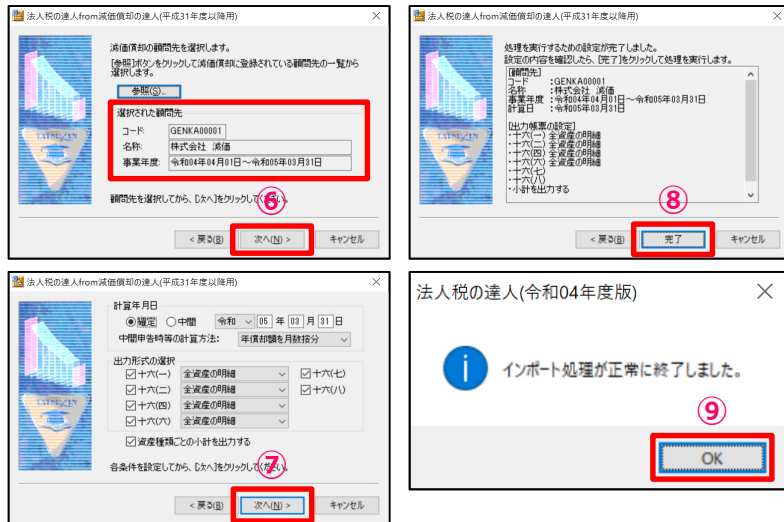 法人税の達人from減価償却の達人(平成31年度以降用)
減価償却の顧問先を選択します。
[参照]ボタンをクリックして減価償却に登録されている顧問先の一覧から
選択します。
参照(S)...
選択された顧問先
コード: GENKA00001
名称: 株式会社 減価
事業年度: 令和04年04月01日～令和05年03月31日
顧問先を選択してから、[次へ]をクリックしてください。
⑥
< 戻る(B) 次へ(N) > キャンセル
TATSUZIN
法人税の達人from減価償却の達人(平成31年度以降用)
計算年月日
確定 中間 令和 05 年 03 月 31 日
中間申告時等の計算方法: 年償却額を月数按分
出力形式の選択
十六(一) 全資産の明細 十六(七)
十六(二) 全資産の明細 十六(八)
十六(四) 全資産の明細
十六(六) 全資産の明細
資産種類ごとの小計を出力する
各条件を設定してから、[次へ]をクリックしてください。
⑦
< 戻る(B) 次へ(N) > キャンセル
TATSUZIN
法人税の達人from減価償却の達人(平成31年度以降用)
処理を実行するための設定が完了しました。
設定の内容を確認したら、[完了]をクリックして処理を実行します。
[顧問先]
コード :GENKA00001
名称 :株式会社 減価
事業年度 :令和04年04月01日～令和05年03月31日
計算日 :令和05年03月31日
[出力帳票の設定]
・十六(一) 全資産の明細
・十六(二) 全資産の明細
・十六(四) 全資産の明細
・十六(六) 全資産の明細
・十六(七)
・十六(八)
・小計を出力する
⑧
< 戻る(B) 完了 キャンセル
TATSUZIN
法人税の達人(令和04年度版)
インポート処理が正常に終了しました。
⑨
OK